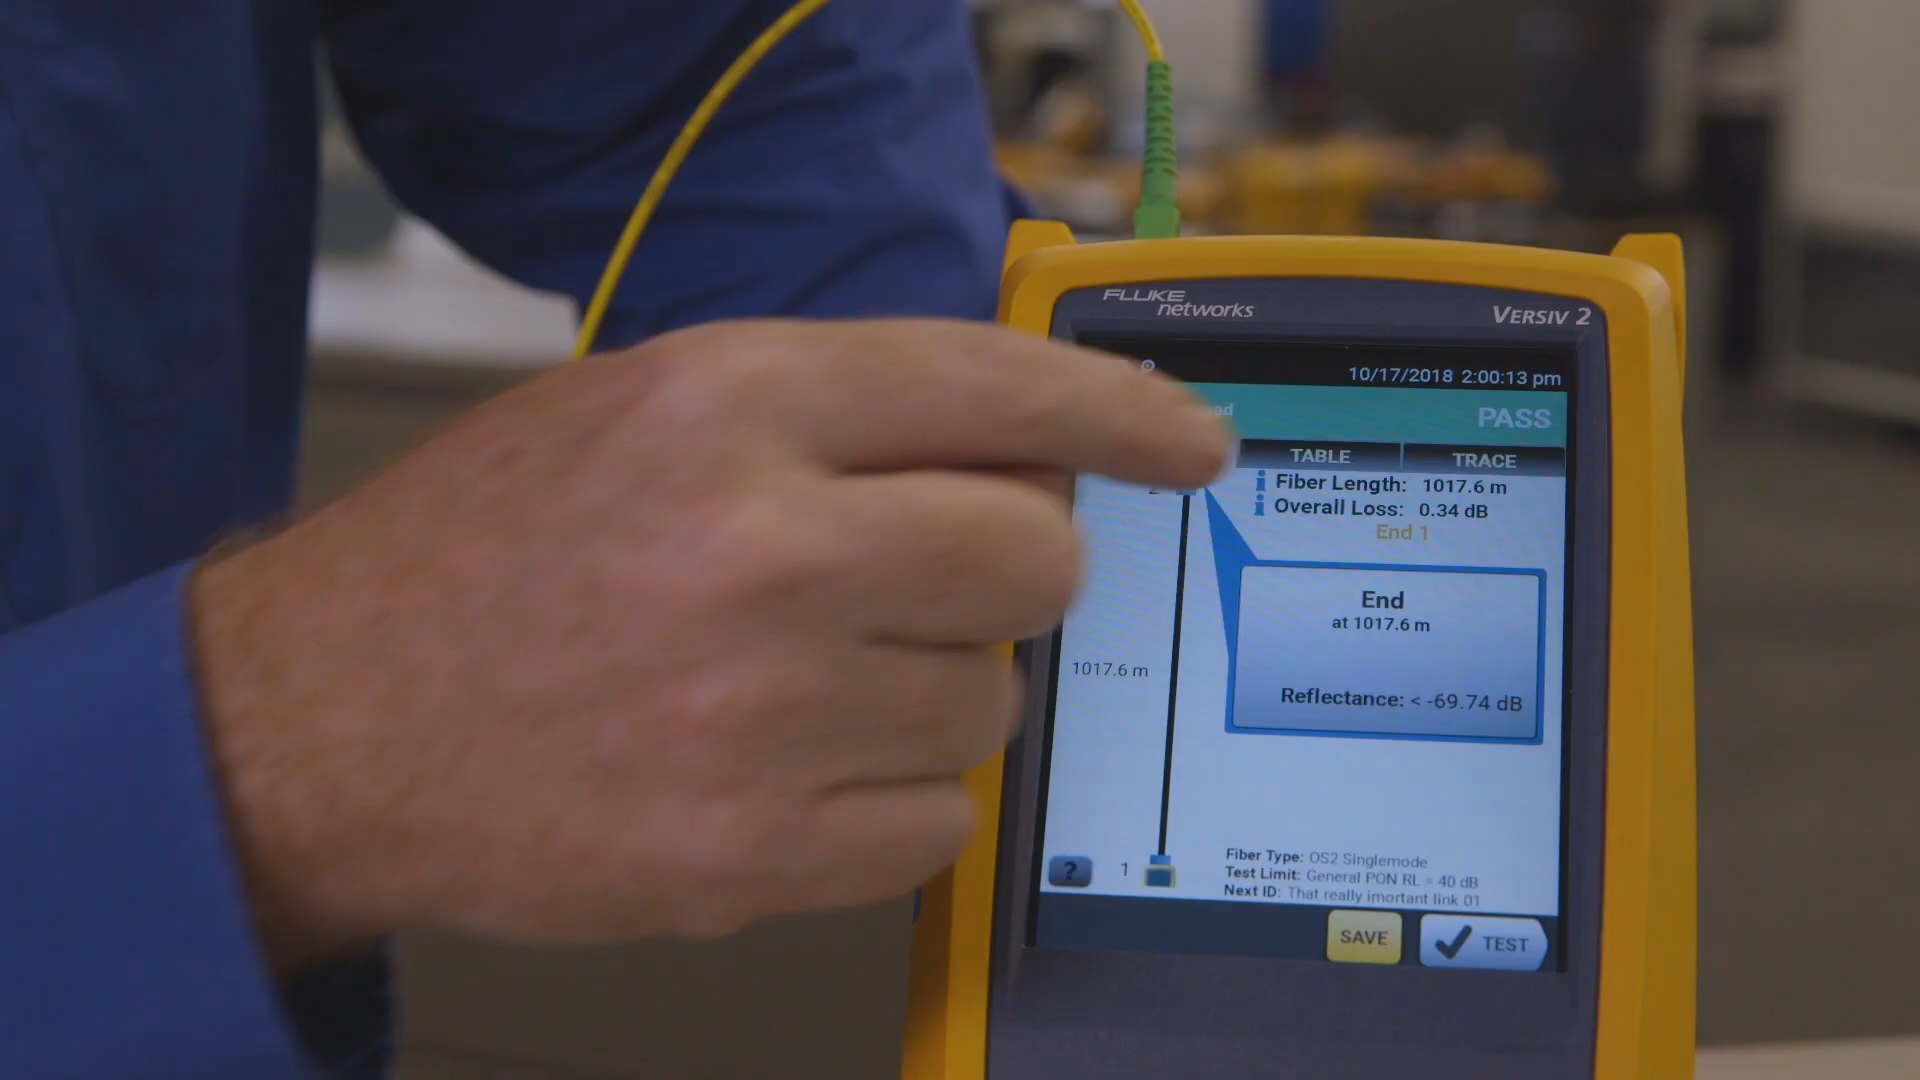 FLUKE
networks
VERSIV 2
10/17/2018 2:00:13 pm
PASS
TABLE
TRACE
Fiber Length: 1017.6 m
Overall Loss: 0.34 dB
End 1
2
End
at 1017.6 m
Reflectance: < -69.74 dB
1017.6 m
?
1
Fiber Type: OS2 Singlemode
Test Limit: General PON RL = 40 dB
Next ID: That really imortant link 01
SAVE
TEST